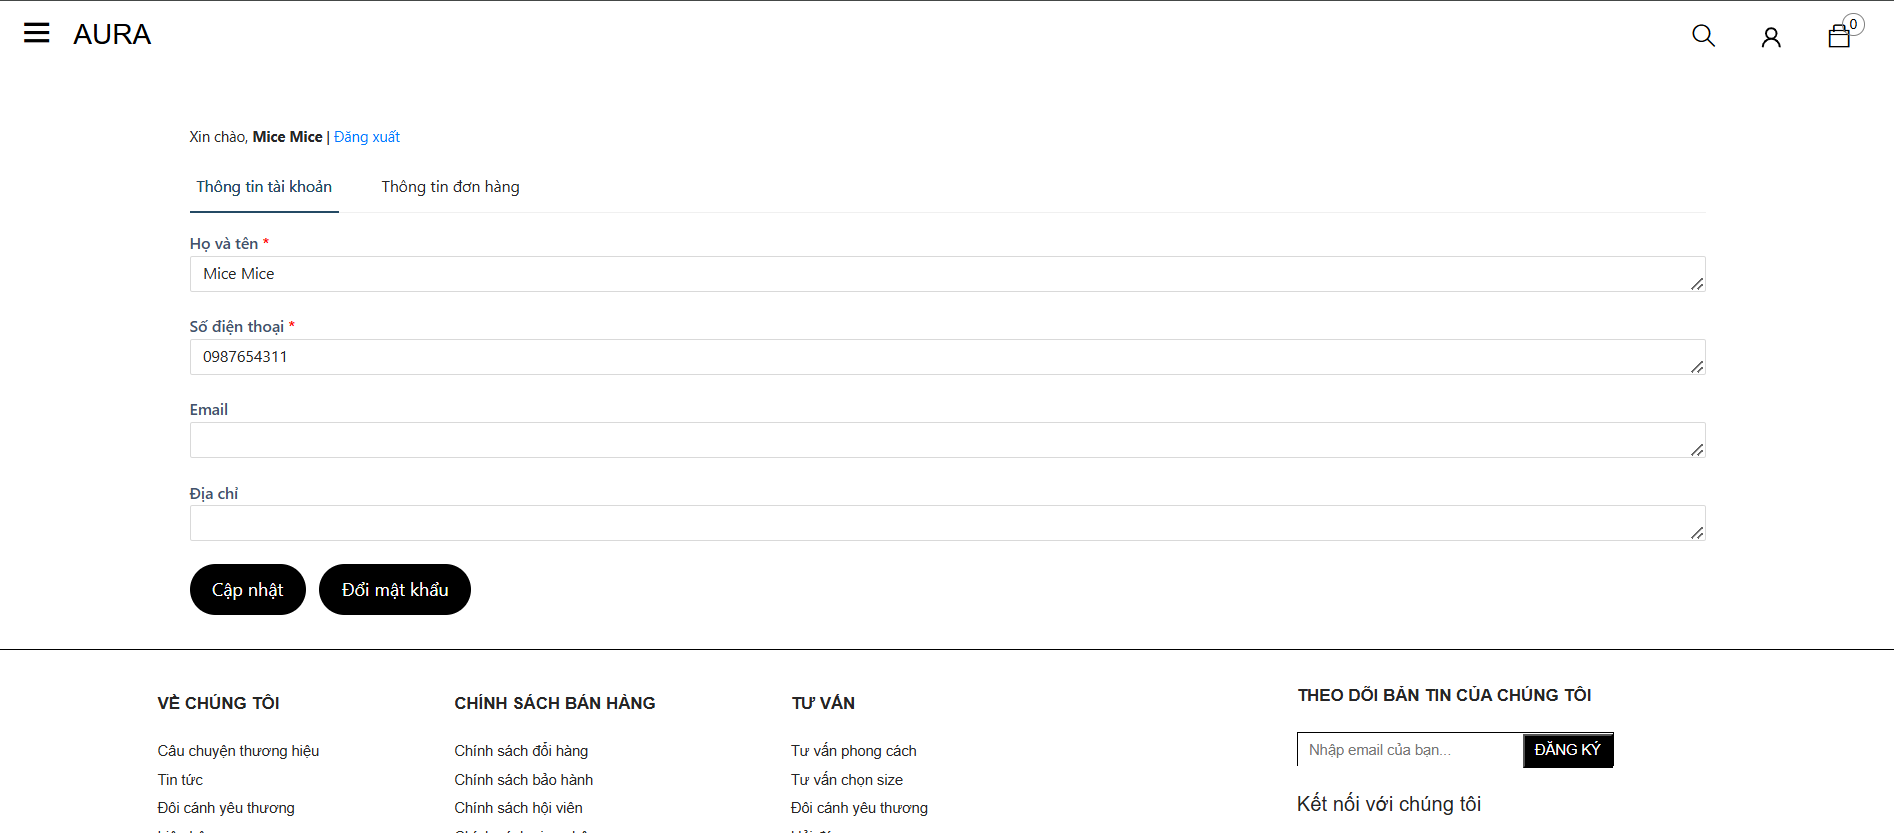 AURA
0
Xin chào, Mice Mice | Đăng xuất
Thông tin tài khoản
Thông tin đơn hàng
Họ và tên *
Mice Mice
Số điện thoại *
0987654311
Email
Địa chỉ
Cập nhật
Đổi mật khẩu
VỀ CHÚNG TÔI
Câu chuyện thương hiệu
Tin tức
Đôi cánh yêu thương
CHÍNH SÁCH BÁN HÀNG
Chính sách đổi hàng
Chính sách bảo hành
Chính sách hội viên
TƯ VẤN
Tư vấn phong cách
Tư vấn chọn size
Đôi cánh yêu thương
THEO DÕI BẢN TIN CỦA CHÚNG TÔI
Nhập email của bạn...
ĐĂNG KÝ
Kết nối với chúng tôi